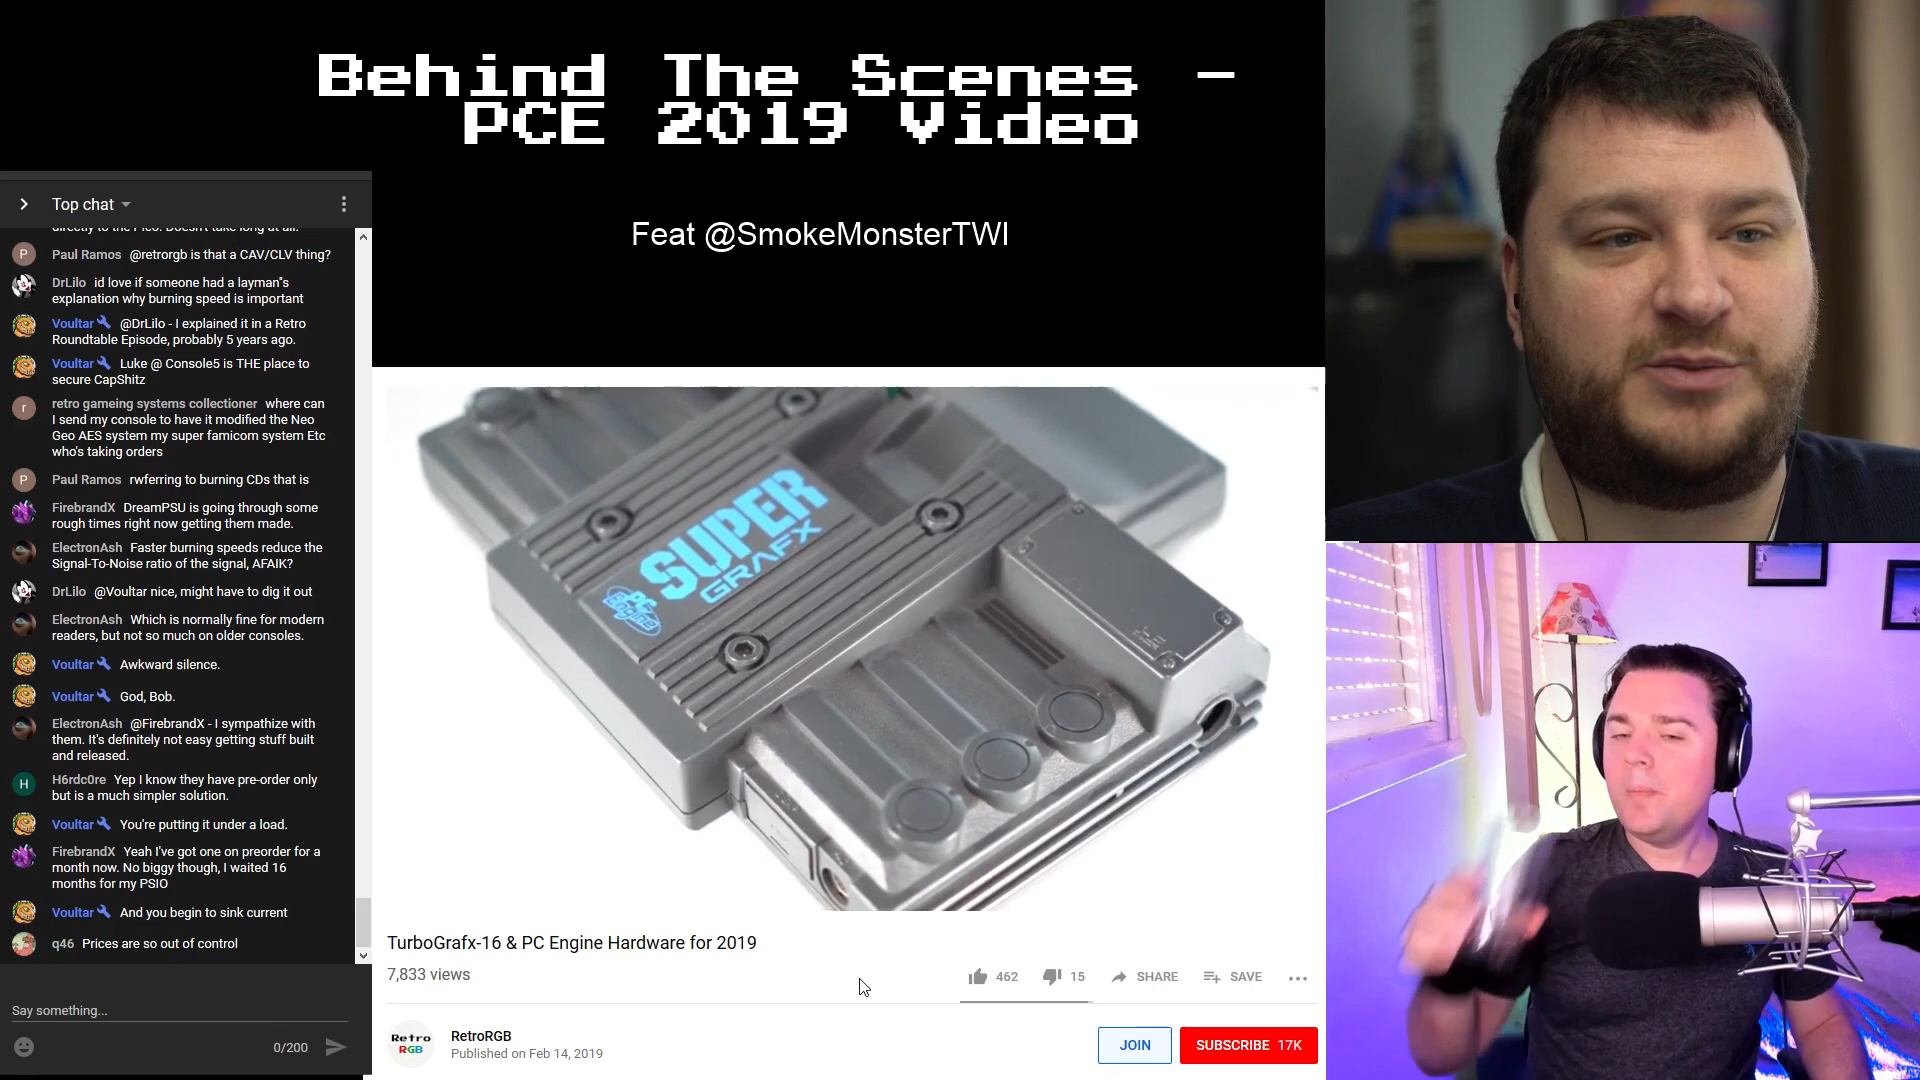 Behind The Scenes -
PCE 2019 Video
Feat @SmokeMonsterTWI
Top chat
directly to the Pico. Doesn't take long at all.
P Paul Ramos @retrorgb is that a CAV/CLV thing?
DrLilo id love if someone had a layman"s
explanation why burning speed is important
Voultar @DrLilo - I explained it in a Retro
Roundtable Episode, probably 5 years ago.
Voultar Luke @ Console5 is THE place to
secure CapShitz
r retro gameing systems collectioner where can
I send my console to have it modified the Neo
Geo AES system my super famicom system Etc
who's taking orders
P Paul Ramos rwferring to burning CDs that is
FirebrandX DreamPSU is going through some
rough times right now getting them made.
ElectronAsh Faster burning speeds reduce the
Signal-To-Noise ratio of the signal, AFAIK?
DrLilo @Voultar nice, might have to dig it out
ElectronAsh Which is normally fine for modern
readers, but not so much on older consoles.
Voultar Awkward silence.
Voultar God, Bob.
ElectronAsh @FirebrandX - I sympathize with
them. It's definitely not easy getting stuff built
and released.
H H6rdc0re Yep I know they have pre-order only
but is a much simpler solution.
Voultar You're putting it under a load.
FirebrandX Yeah I've got one on preorder for a
month now. No biggy though, I waited 16
months for my PSIO
Voultar And you begin to sink current
q46 Prices are so out of control
Say something...
0/200
SUPER
GRAFX
PC
Engine
TurboGrafx-16 & PC Engine Hardware for 2019
7,833 views
462 15 SHARE SAVE
Retro
RGB
RetroRGB
Published on Feb 14, 2019
JOIN
SUBSCRIBE 17K